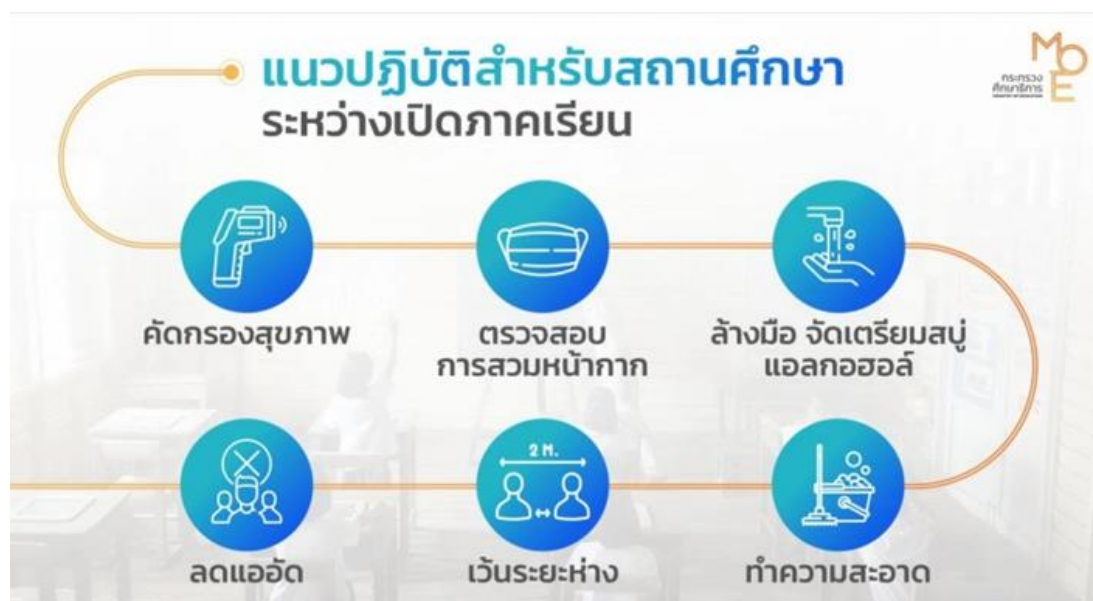 แนวปฏิบัติสำหรับสถานศึกษา
ระหว่างเปิดภาคเรียน
MOE
กระทรวง
ศึกษาธิการ
คัดกรองสุขภาพ
ตรวจสอบ
การสวมหน้ากาก
ล้างมือ จัดเตรียมสบู่
แอลกอฮอล์
2 M.
ลดแออัด
เว้นระยะห่าง
ทำความสะอาด